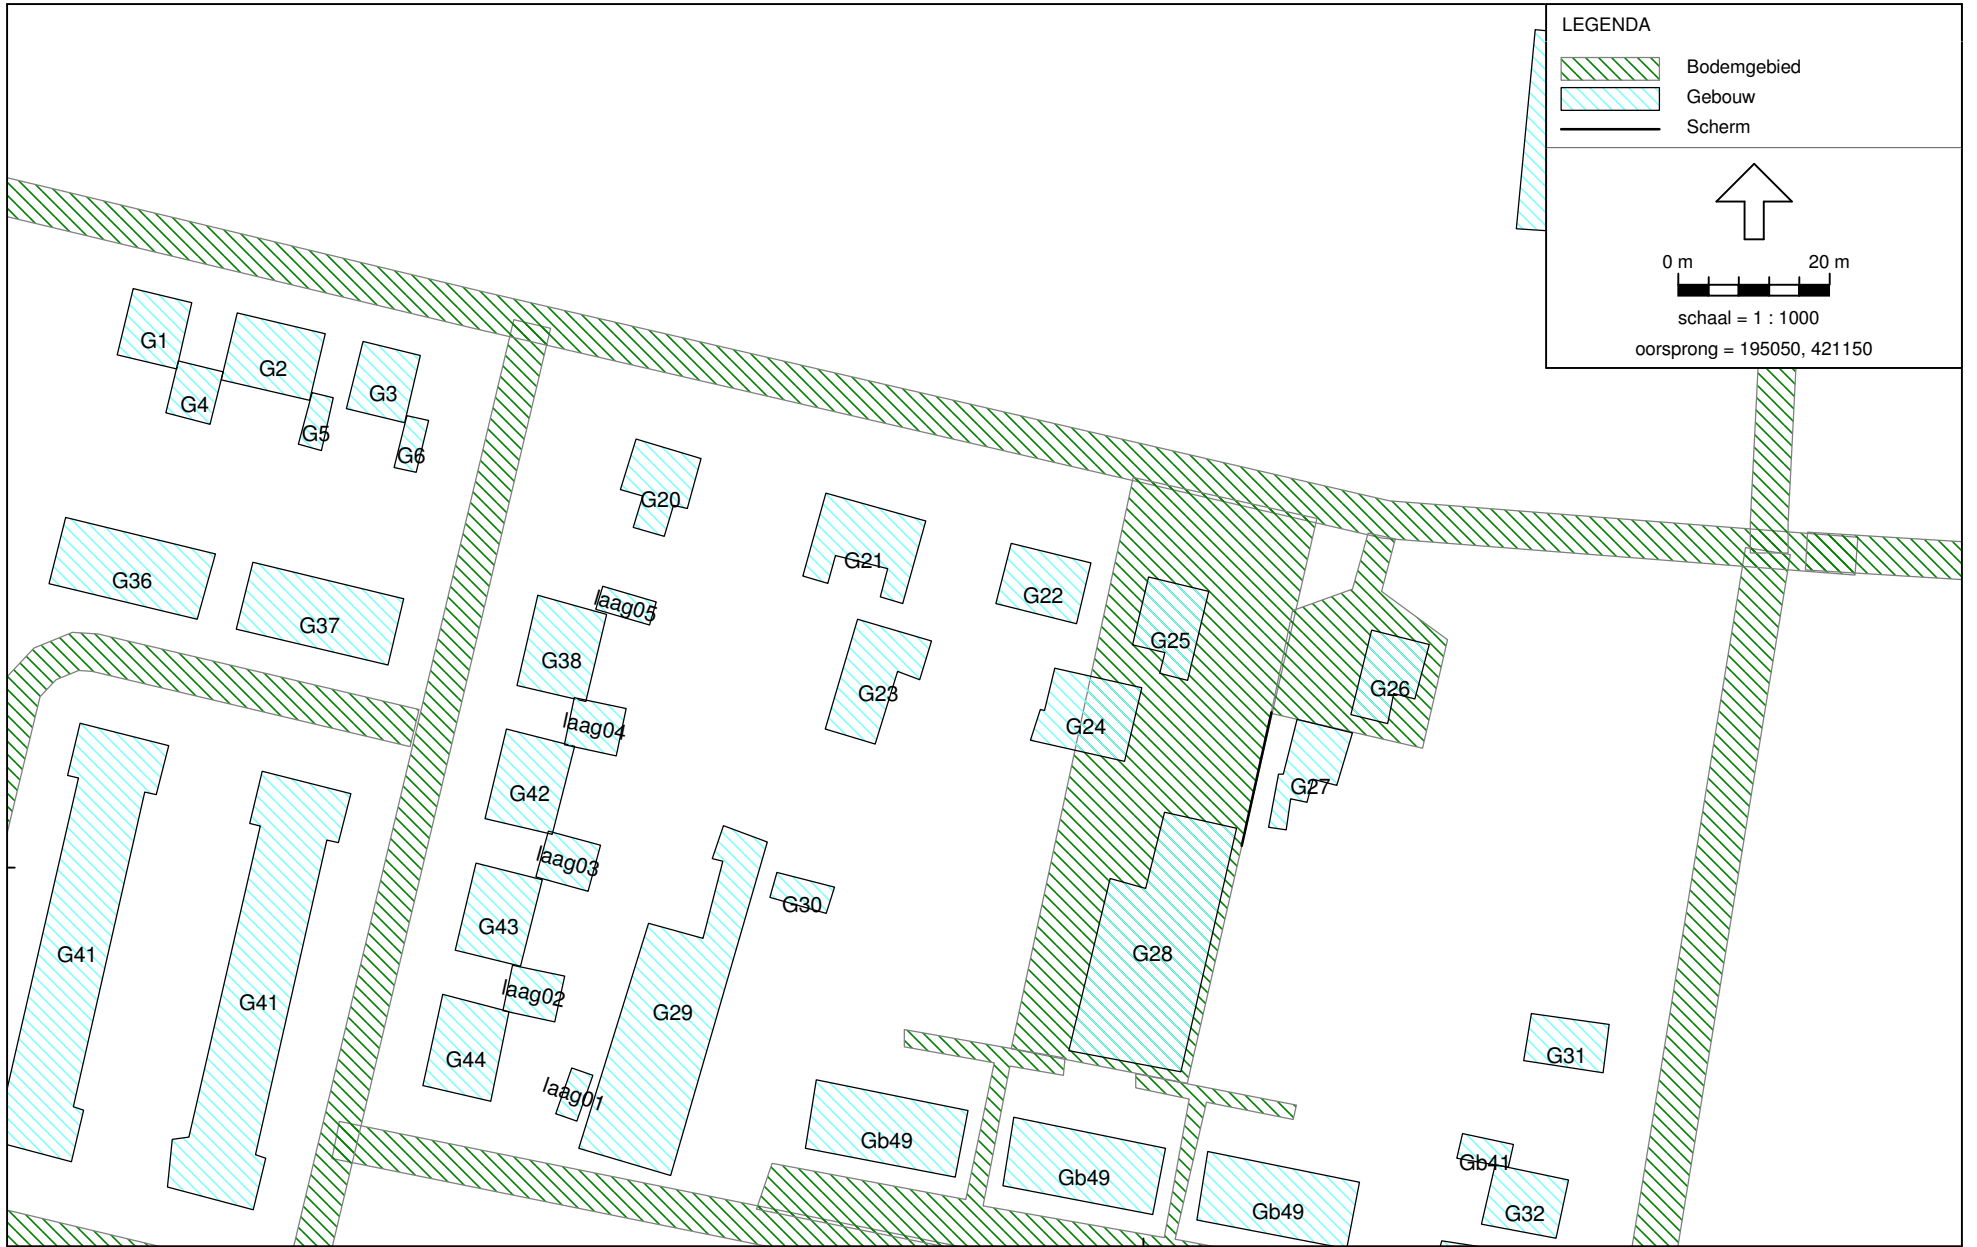 LEGENDA
Bodemgebied
Gebouw
Scherm
0 m 20 m
schaal = 1 : 1000
oorsprong = 195050, 421150
G1
G2
G3
G4
G5
G6
G20
G21
G22
G36
G37
laag05
G38
G25
G26
G23
laag04
G24
G42
G27
laag03
G30
G43
G41
G28
laag02
G41
G29
G44
G31
laag01
Gb49
Gb41
Gb49
Gb49
G32